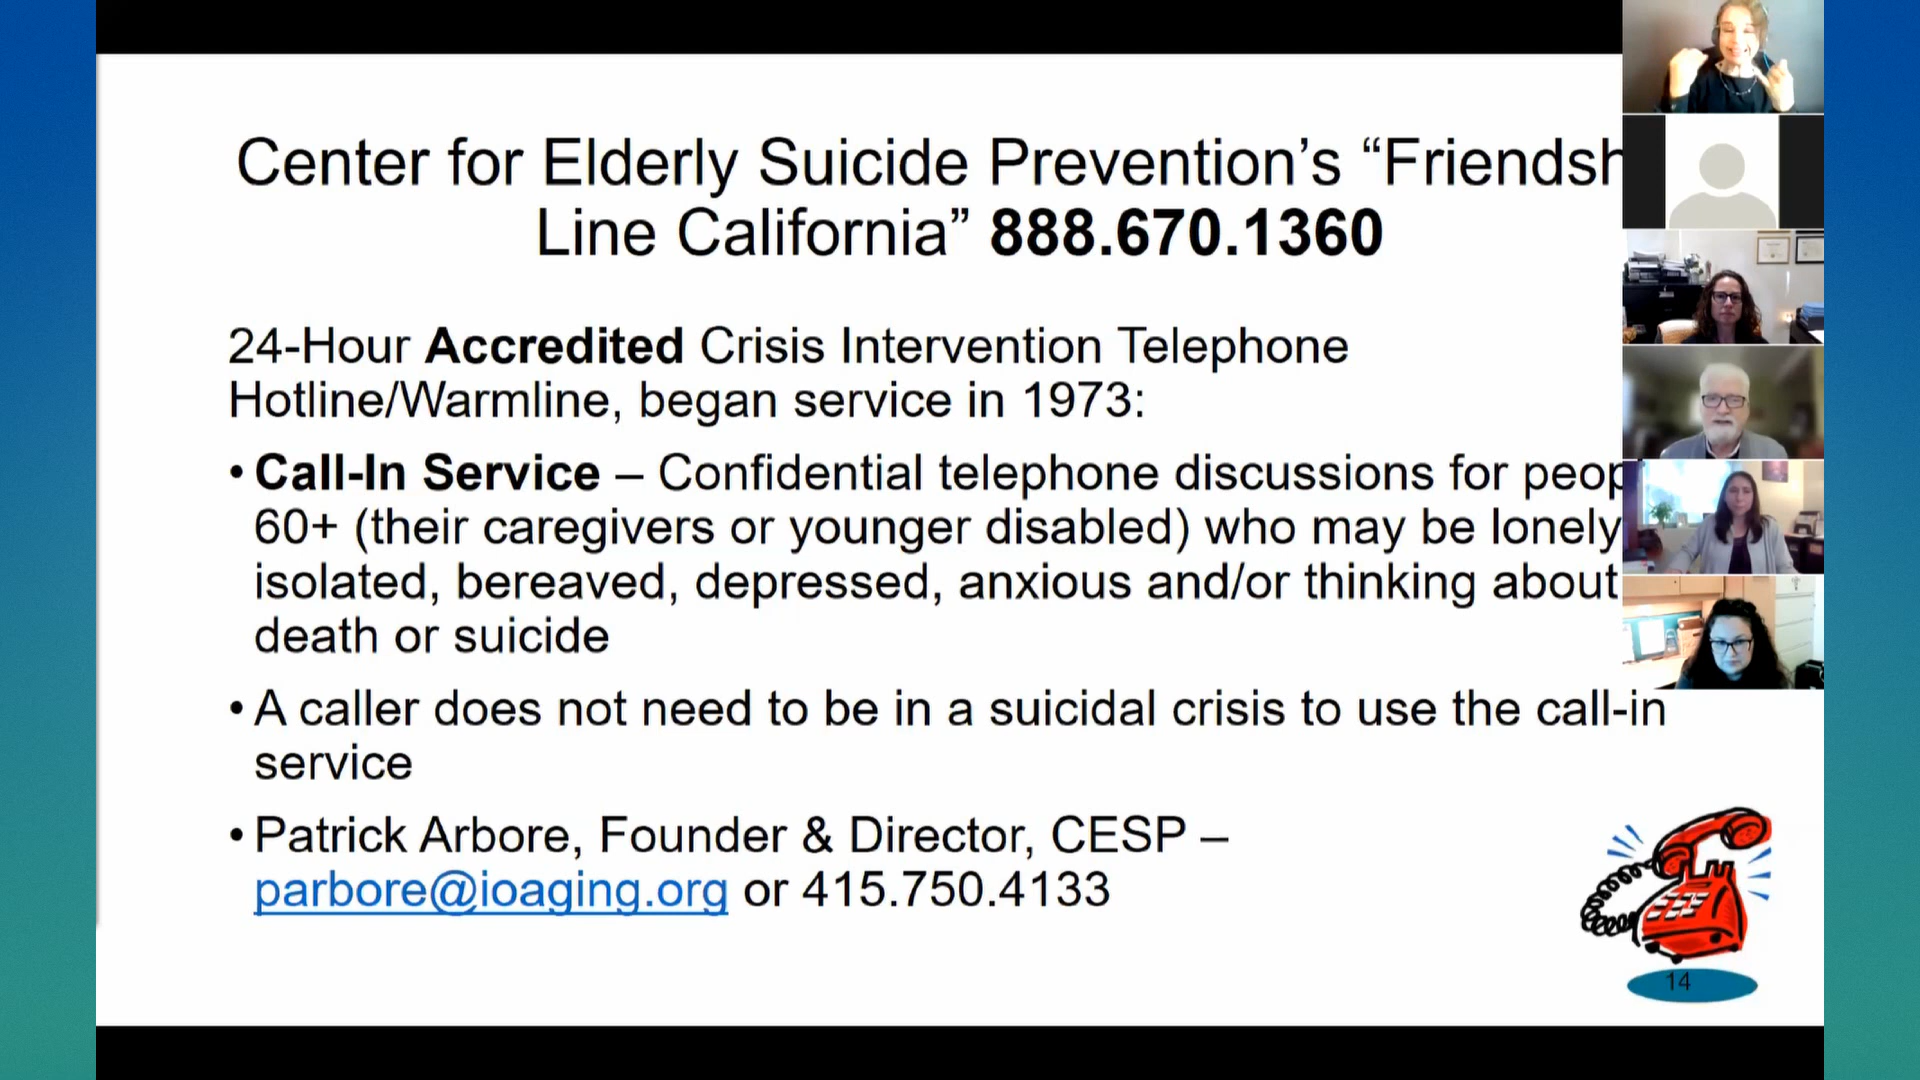 Center for Elderly Suicide Prevention’s “Friendsh
Line California” 888.670.1360
24-Hour Accredited Crisis Intervention Telephone
Hotline/Warmline, began service in 1973:
• Call-In Service – Confidential telephone discussions for peop
60+ (their caregivers or younger disabled) who may be lonely
isolated, bereaved, depressed, anxious and/or thinking about
death or suicide
• A caller does not need to be in a suicidal crisis to use the call-in
service
• Patrick Arbore, Founder & Director, CESP –
parbore@ioaging.org or 415.750.4133
14